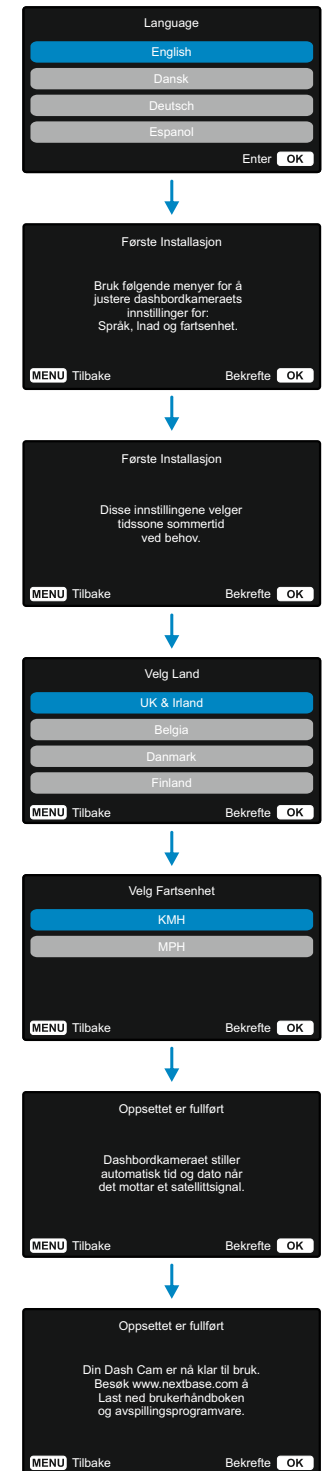 Language
English
Dansk
Deutsch
Espanol
Enter OK
Første Installasjon
Bruk følgende menyer for å
justere dashbordkameraets
innstillinger for:
Språk, lnad og fartsenhet.
MENU Tilbake Bekrefte OK
Første Installasjon
Disse innstillingene velger
tidssone sommertid
ved behov.
MENU Tilbake Bekrefte OK
Velg Land
UK & Irland
Belgia
Danmark
Finland
MENU Tilbake Bekrefte OK
Velg Fartsenhet
KMH
MPH
MENU Tilbake Bekrefte OK
Oppsettet er fullført
Dashbordkameraet stiller
automatisk tid og dato når
det mottar et satellittsignal.
MENU Tilbake Bekrefte OK
Oppsettet er fullført
Din Dash Cam er nå klar til bruk.
Besøk www.nextbase.com å
Last ned brukerhåndboken
og avspillingsprogramvare.
MENU Tilbake Bekrefte OK